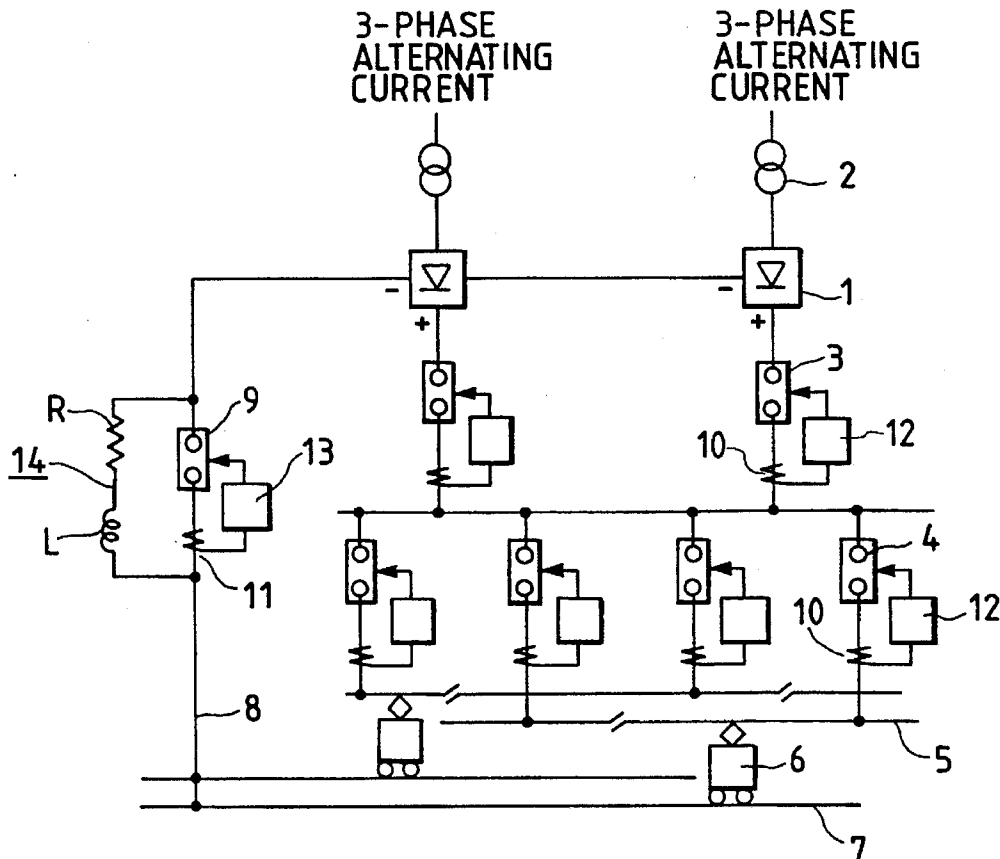 3-PHASE
ALTERNATING
CURRENT
3-PHASE
ALTERNATING
CURRENT
2
-
-
1
+
+
3
R
9
10
12
14
13
L
11
4
10
12
8
6
5
7